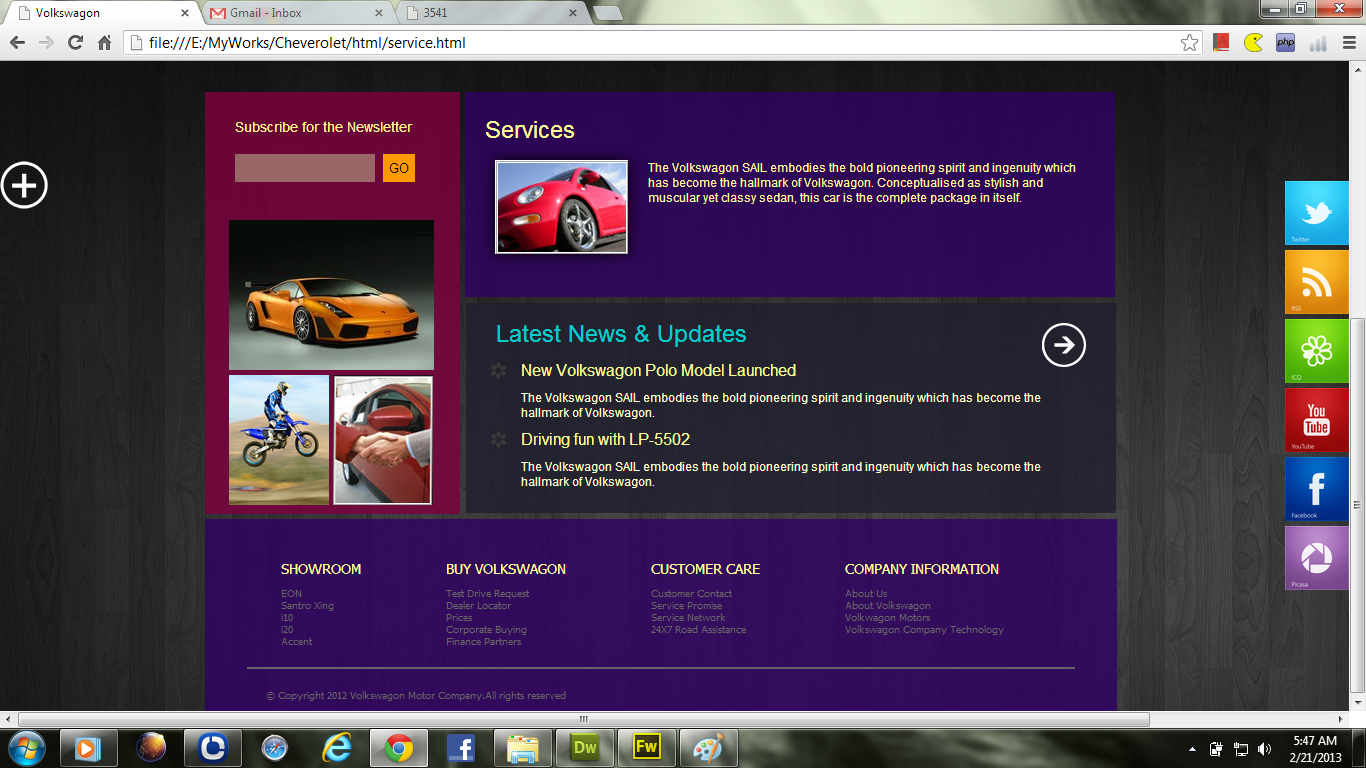 Volkswagon
Gmail - Inbox
3541
file:///E:/MyWorks/Cheverolet/html/service.html
php
Subscribe for the Newsletter
GO
Services
The Volkswagon SAIL embodies the bold pioneering spirit and ingenuity which
has become the hallmark of Volkswagon. Conceptualised as stylish and
muscular yet classy sedan, this car is the complete package in itself.
Latest News & Updates
New Volkswagon Polo Model Launched
The Volkswagon SAIL embodies the bold pioneering spirit and ingenuity which has become the
hallmark of Volkswagon.
Driving fun with LP-5502
The Volkswagon SAIL embodies the bold pioneering spirit and ingenuity which has become the
hallmark of Volkswagon.
Twitter
RSS
ICQ
You
Tube
YouTube
f
Facebook
Picasa
SHOWROOM
EON
Santro Xing
i10
i20
Accent
BUY VOLKSWAGON
Test Drive Request
Dealer Locator
Prices
Corporate Buying
Finance Partners
CUSTOMER CARE
Customer Contact
Service Promise
Service Network
24X7 Road Assistance
COMPANY INFORMATION
About Us
About Volkswagon
Volkwagon Motors
Volkswagon Company Technology
© Copyright 2012 Volkswagon Motor Company.All rights reserved
Dw
Fw
5:47 AM
2/21/2013